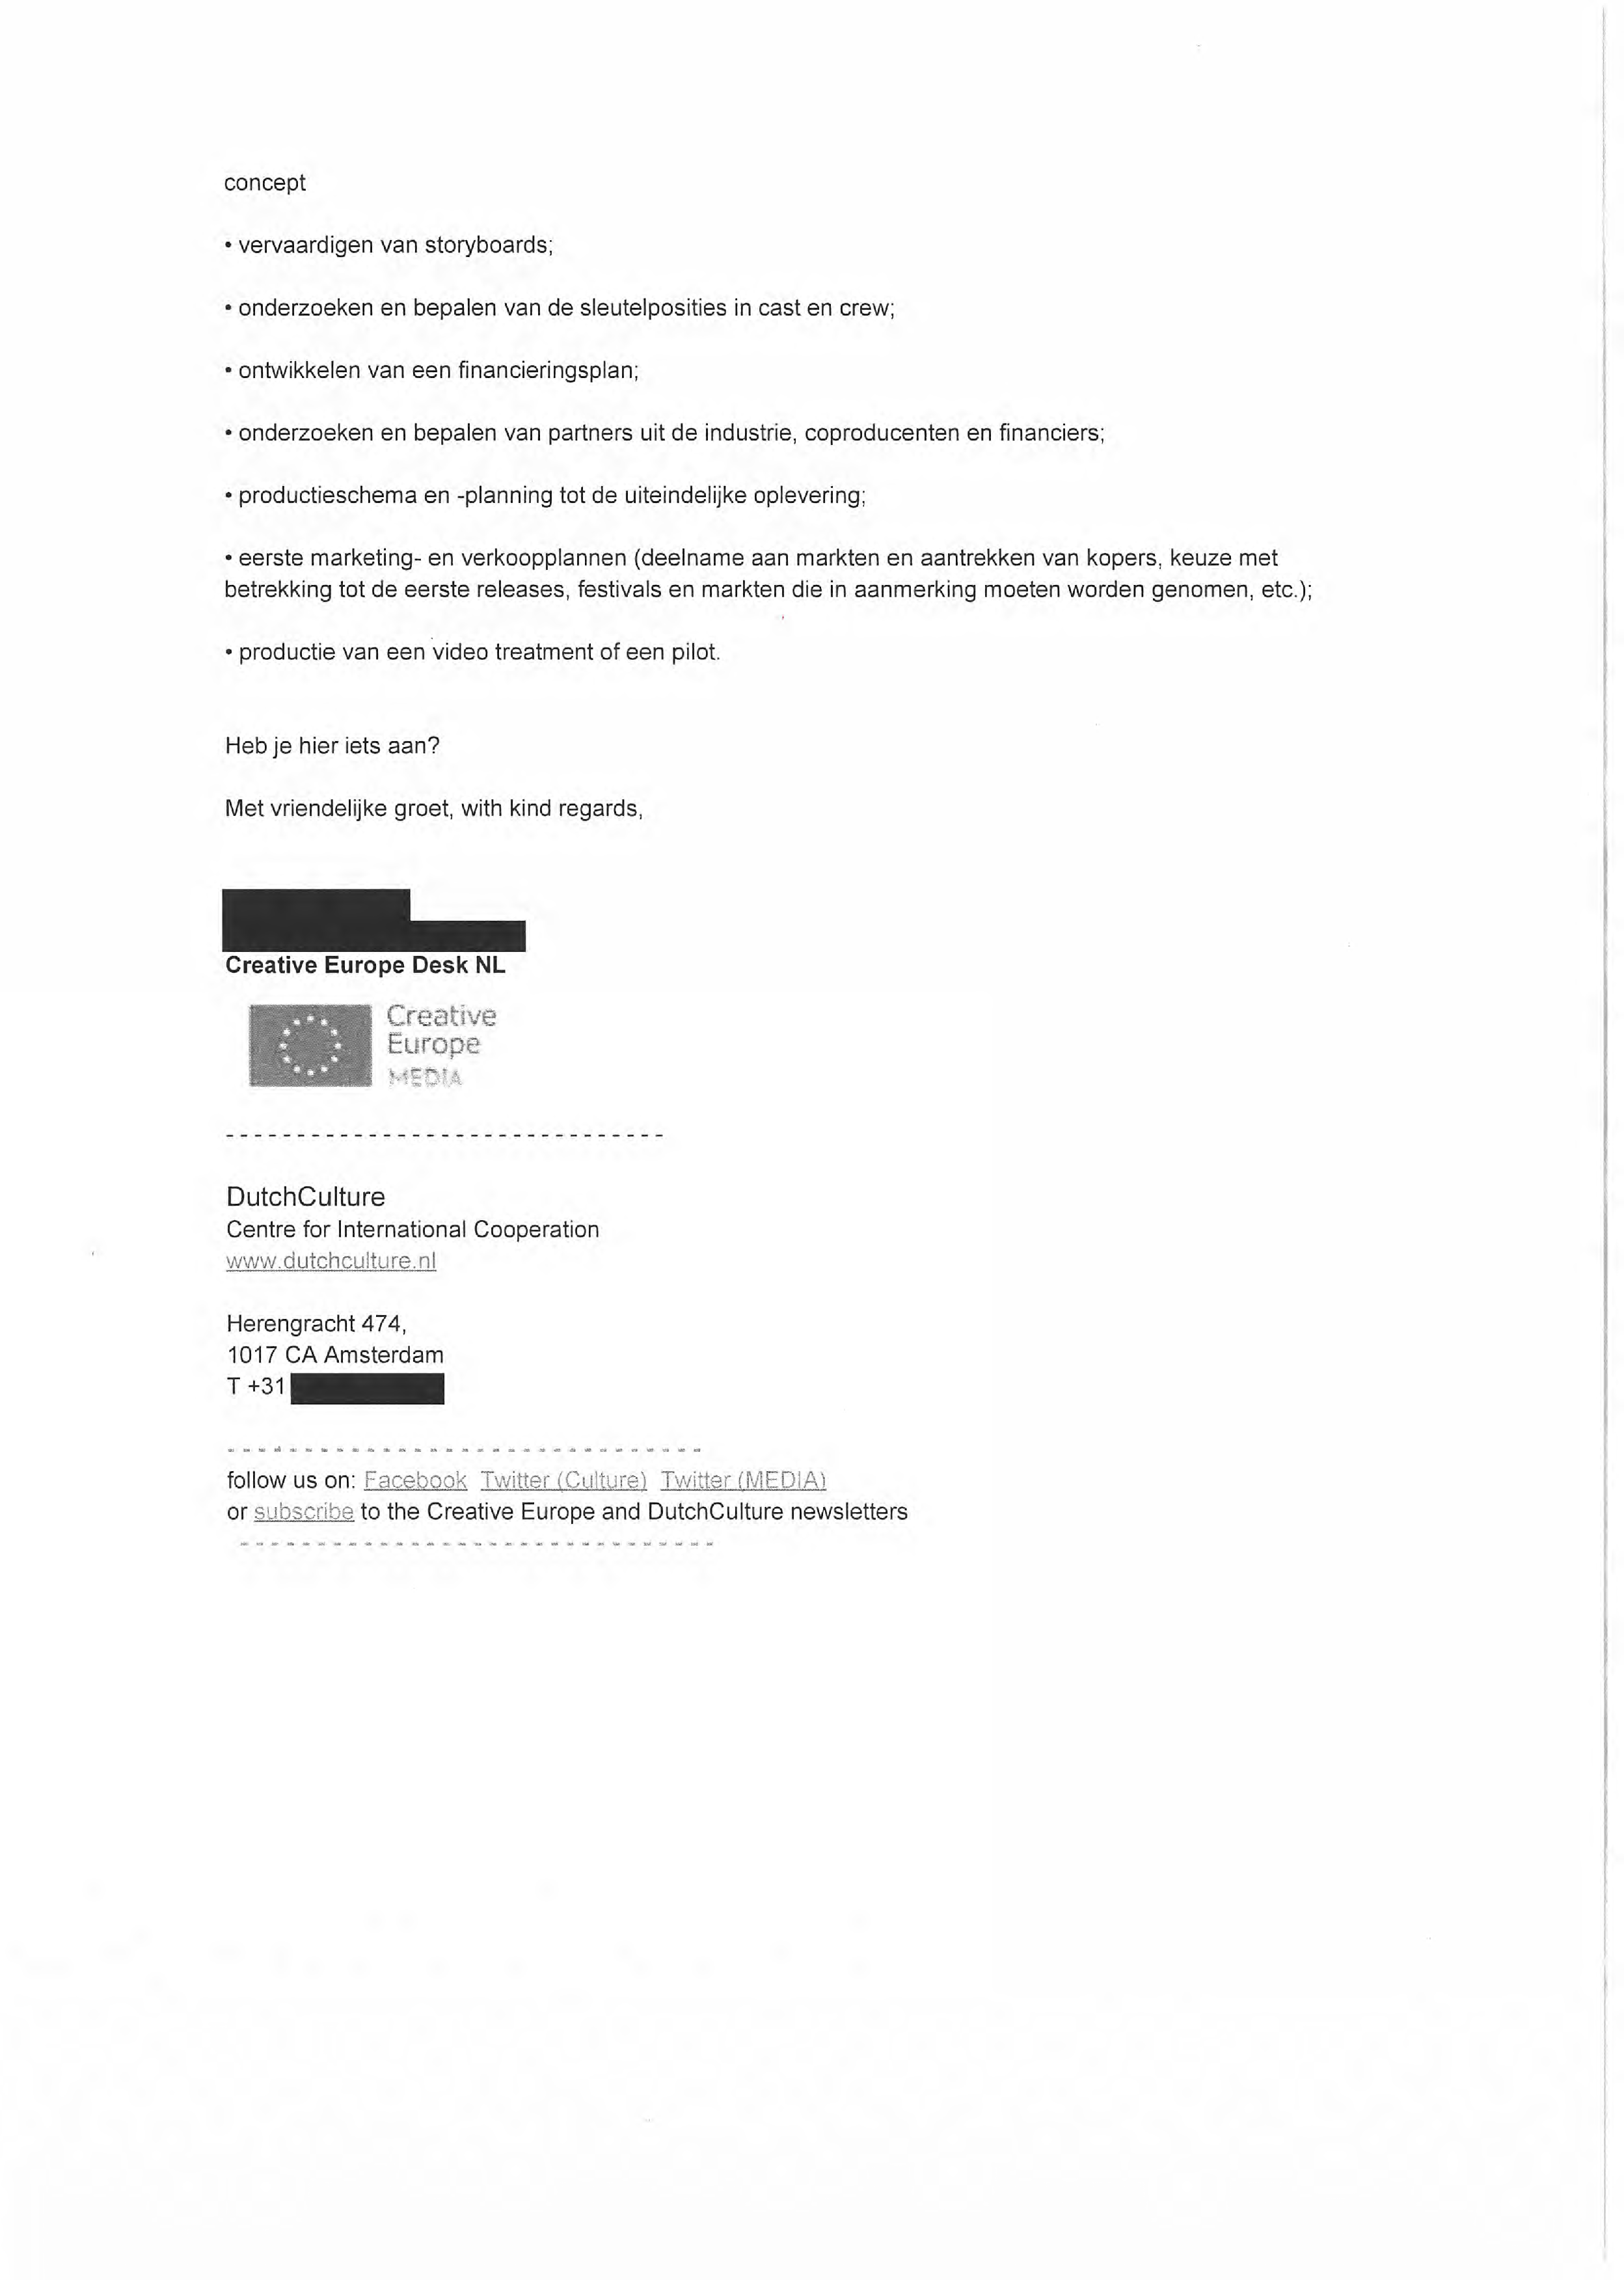 concept
• vervaardigen van storyboards;
• onderzoeken en bepalen van de sleutelposities in cast en crew;
• ontwikkelen van een financieringsplan;
• onderzoeken en bepalen van partners uit de industrie, coproducenten en financiers;
• productieschema en -planning tot de uiteindelijke oplevering;
• eerste marketing- en verkoopplannen (deelname aan markten en aantrekken van kopers, keuze met
betrekking tot de eerste releases, festivals en markten die in aanmerking moeten worden genomen, etc.);
• productie van een video treatment of een pilot.
Heb je hier iets aan?
Met vriendelijke groet, with kind regards,
Creative Europe Desk NL
Creative
Europe
MEDIA
- - - - - - - - - - - - - - - - - - - - - - - - - - - - - - -
DutchCulture
Centre for International Cooperation
www.dutchculture.nl
Herengracht 474,
1017 CA Amsterdam
T +31
- - - - - - - - - - - - - - - - - - - - - - - - - - - - - - -
follow us on: Facebook Twitter (Culture) Twitter (MEDIA)
or subscribe to the Creative Europe and DutchCulture newsletters
- - - - - - - - - - - - - - - - - - - - - - - - - - - - - - -